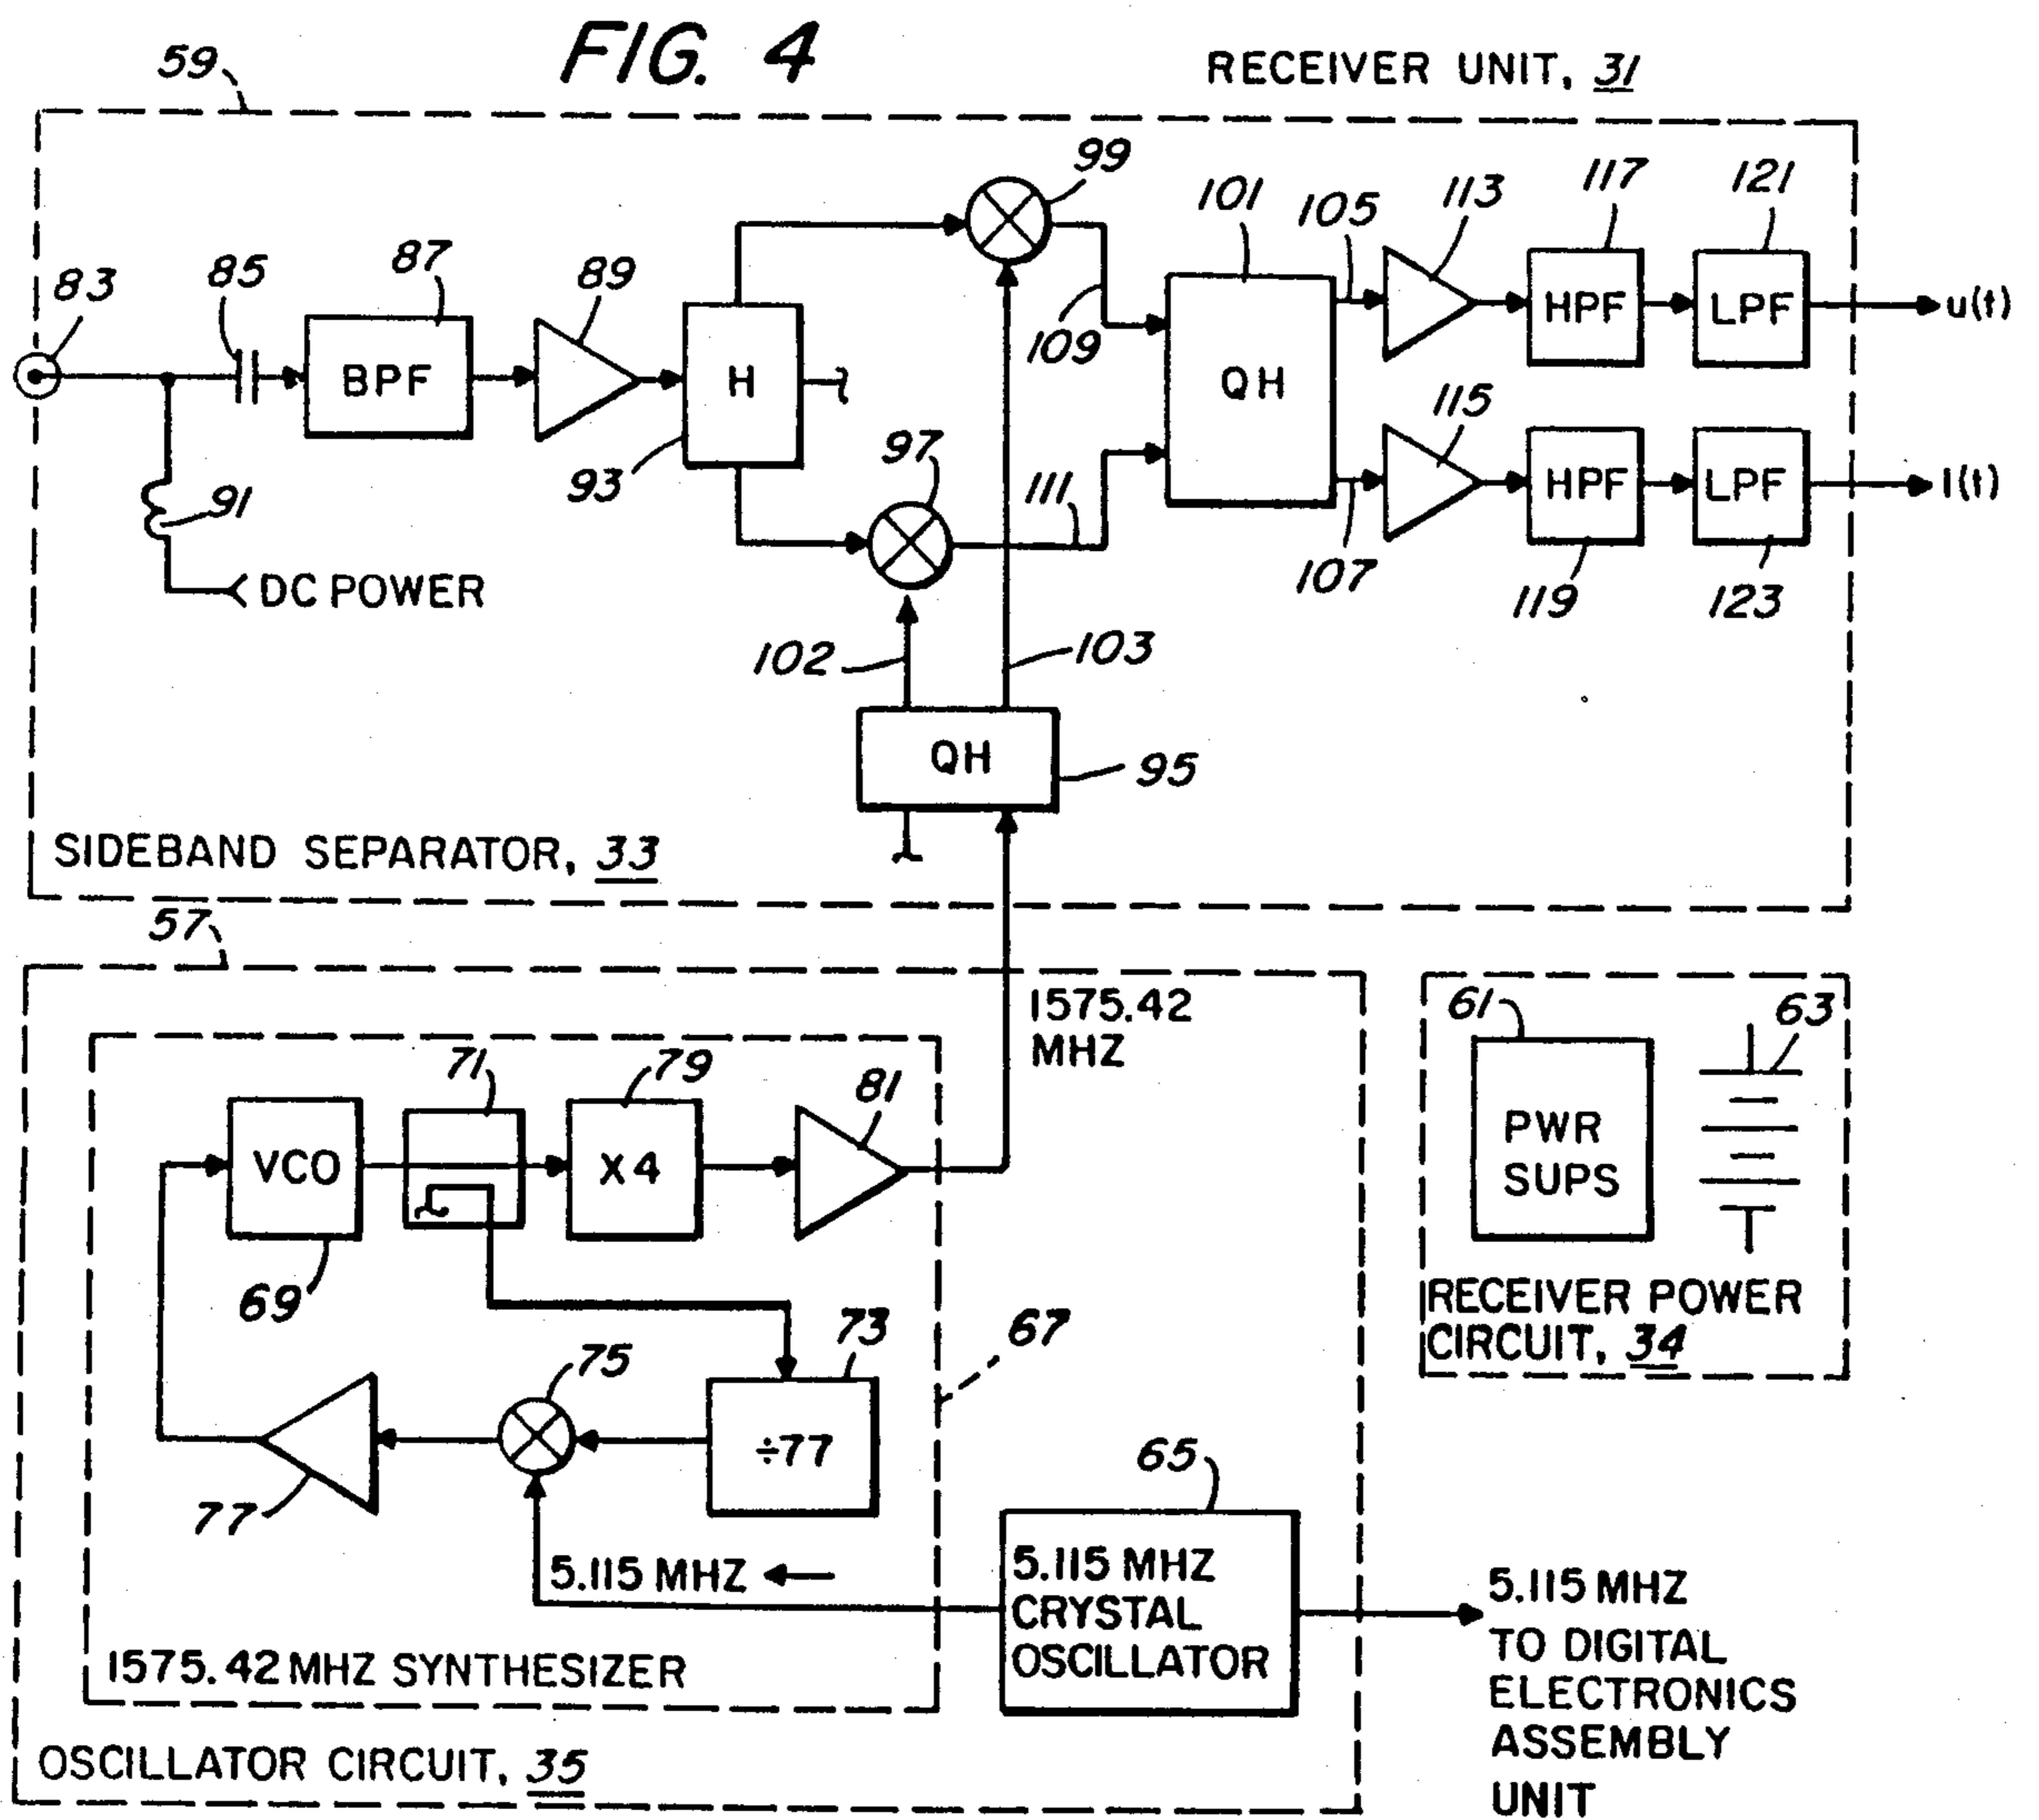 FIG. 4
RECEIVER UNIT, 31
59
99
101
105
113
117
121
83
85
87
89
BPF
H
109
QH
HPF
LPF
u(t)
93
97
111
115
HPF
LPF
l(t)
91
DC POWER
107
119
123
102
103
QH
95
SIDEBAND SEPARATOR, 33
57
1575.42
MHZ
61
63
71
79
81
VCO
X4
PWR
SUPS
69
RECEIVER POWER
CIRCUIT, 34
67
73
75
÷77
77
65
5.115 MHZ
5.115 MHZ
CRYSTAL
OSCILLATOR
5.115 MHZ
TO DIGITAL
ELECTRONICS
ASSEMBLY
UNIT
1575.42 MHZ SYNTHESIZER
OSCILLATOR CIRCUIT, 35